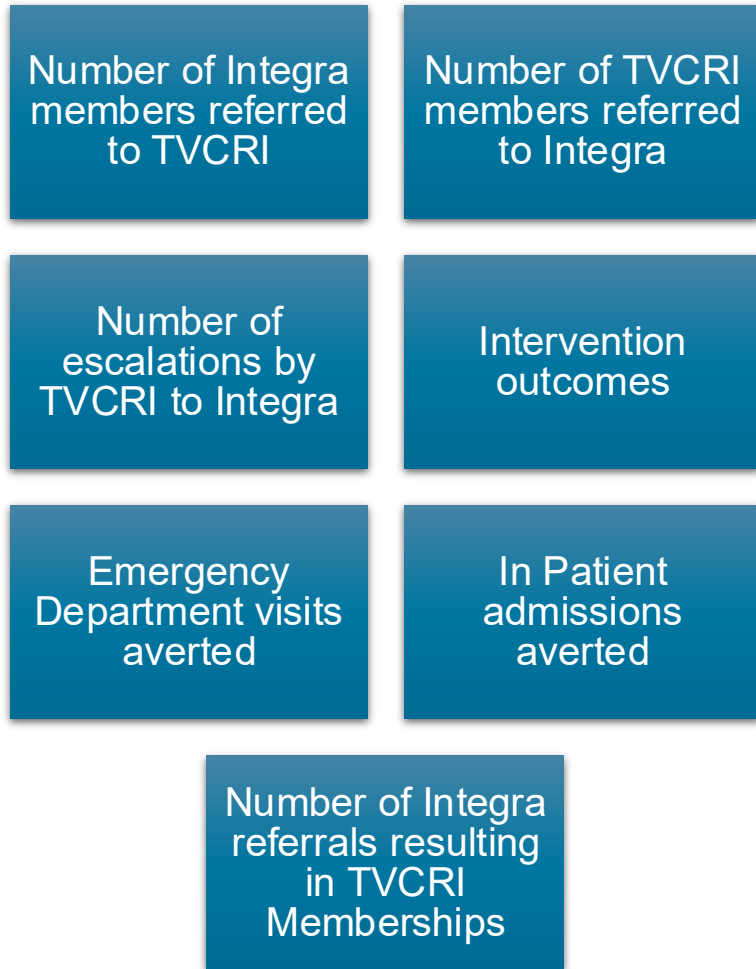 Number of Integra
members referred
to TVCRI
Number of TVCRI
members referred
to Integra
Number of
escalations by
TVCRI to Integra
Intervention
outcomes
Emergency
Department visits
averted
In Patient
admissions
averted
Number of Integra
referrals resulting
in TVCRI
Memberships